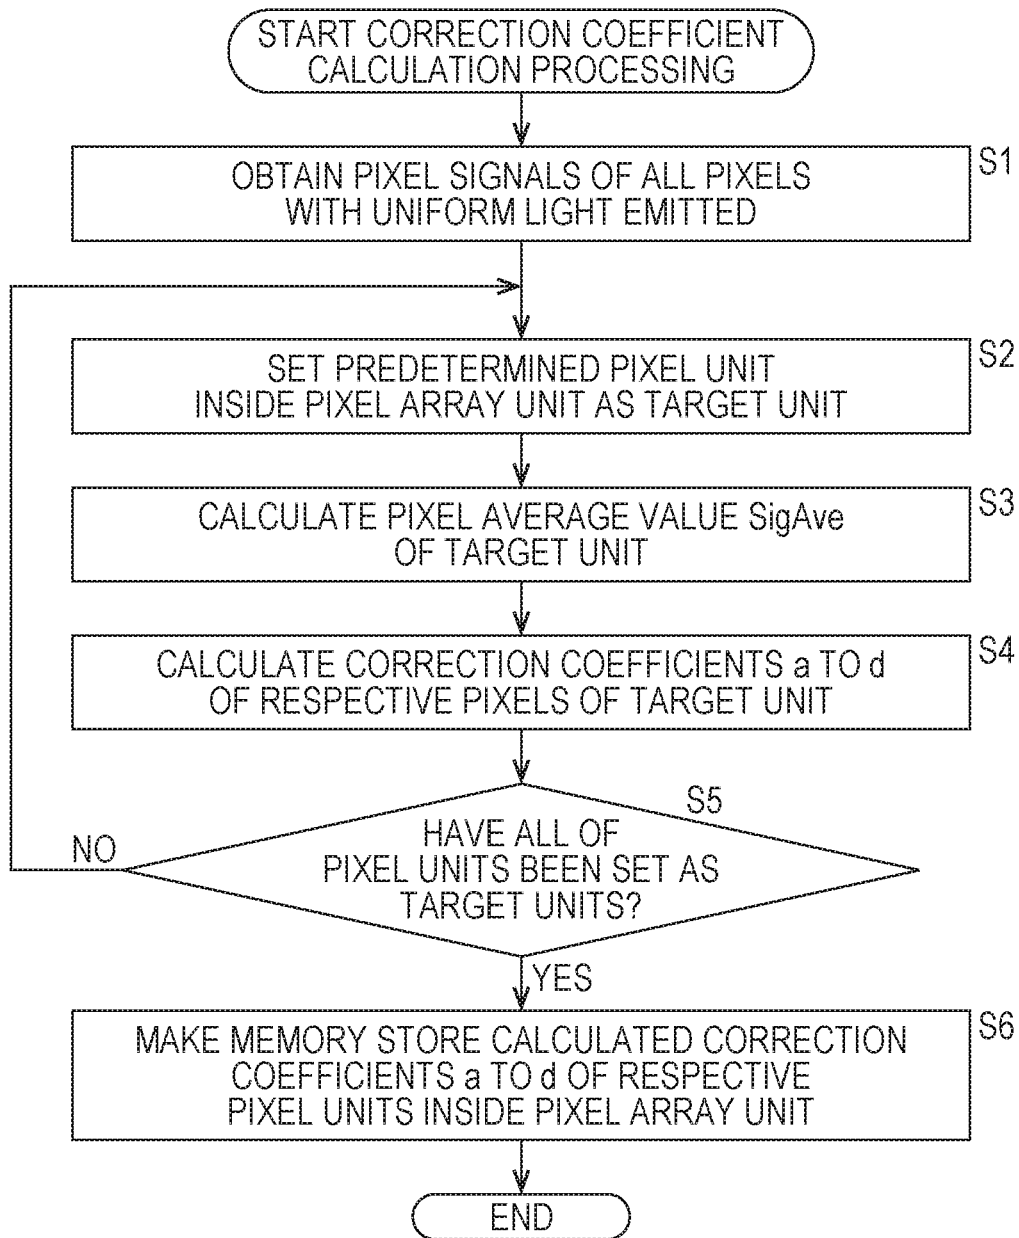 START CORRECTION COEFFICIENT
CALCULATION PROCESSING
S1
OBTAIN PIXEL SIGNALS OF ALL PIXELS
WITH UNIFORM LIGHT EMITTED
S2
SET PREDETERMINED PIXEL UNIT
INSIDE PIXEL ARRAY UNIT AS TARGET UNIT
S3
CALCULATE PIXEL AVERAGE VALUE SigAve
OF TARGET UNIT
S4
CALCULATE CORRECTION COEFFICIENTS a TO d
OF RESPECTIVE PIXELS OF TARGET UNIT
S5
HAVE ALL OF
PIXEL UNITS BEEN SET AS
TARGET UNITS?
NO
YES
S6
MAKE MEMORY STORE CALCULATED CORRECTION
COEFFICIENTS a TO d OF RESPECTIVE
PIXEL UNITS INSIDE PIXEL ARRAY UNIT
END